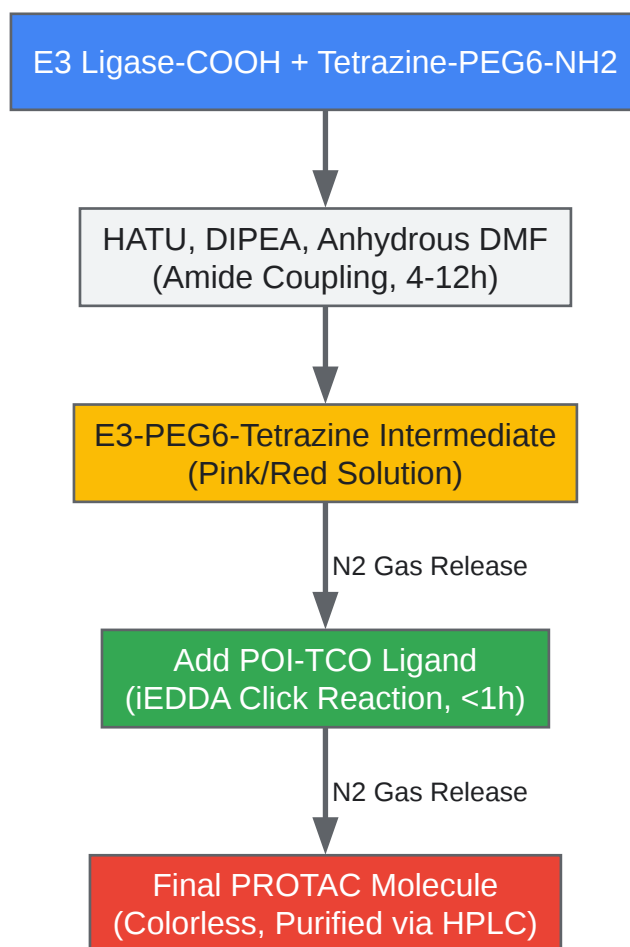 E3 Ligase-COOH + Tetrazine-PEG6-NH2
HATU, DIPEA, Anhydrous DMF
(Amide Coupling, 4-12h)
E3-PEG6-Tetrazine Intermediate
(Pink/Red Solution)
N2 Gas Release
Add POI-TCO Ligand
(iEDDA Click Reaction, <1h)
N2 Gas Release
Final PROTAC Molecule
(Colorless, Purified via HPLC)